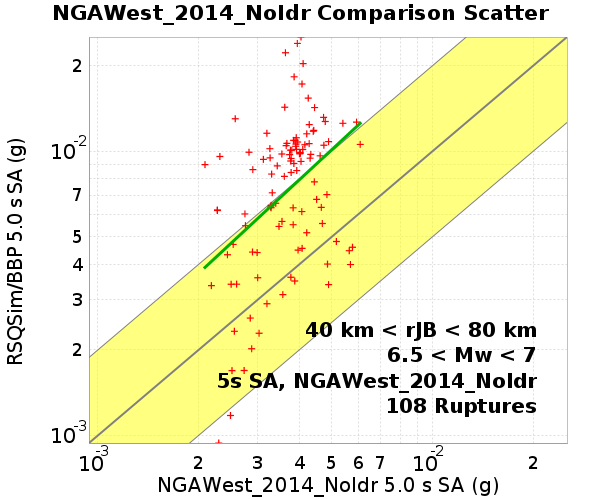 NGAWest_2014_NoIdr Comparison Scatter
RSQSim/BBP 5.0 s SA (g)
2
10-2
7
5
4
3
2
10-3
40 km < rJB < 80 km
6.5 < Mw < 7
5s SA, NGAWest_2014_NoIdr
108 Ruptures
10-3 2 3 4 5 6 7 10-2 2
NGAWest_2014_NoIdr 5.0 s SA (g)